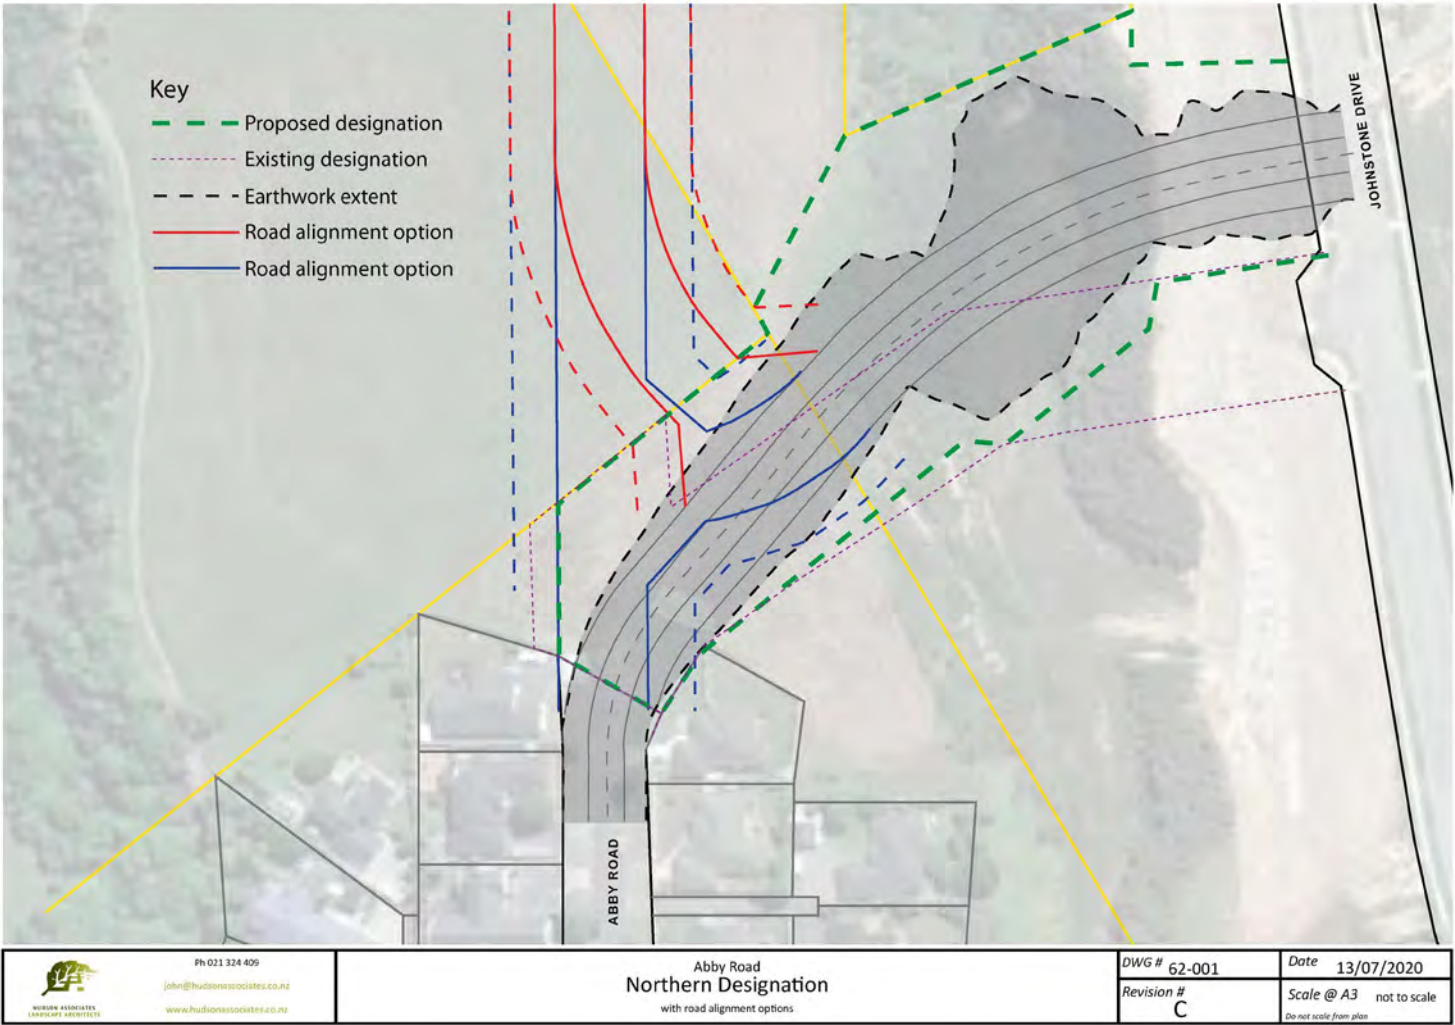 Key
Proposed designation
Existing designation
Earthwork extent
Road alignment option
Road alignment option
JOHNSTONE DRIVE
ABBY ROAD
HUDSON ASSOCIATES
LANDSCAPE ARCHITECTS
Ph 021 324 409
john@hudsonassociates.co.nz
www.hudsonassociates.co.nz
Abby Road
Northern Designation
with road alignment options
DWG # 62-001
Revision #
C
Date 13/07/2020
Scale @ A3 not to scale
Do not scale from plan